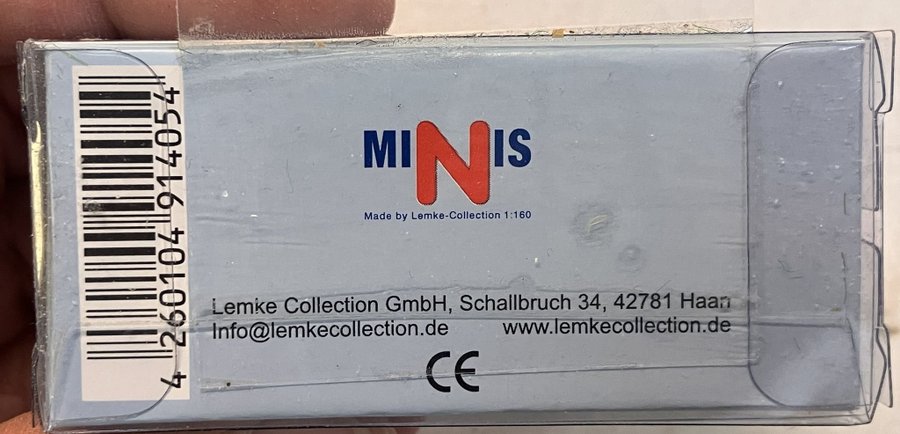 MINIS
Made by Lemke-Collection 1:160
Lemke Collection GmbH, Schallbruch 34, 42781 Haan
Info@lemkecollection.de www.lemkecollection.de
CE
4 260104 914054